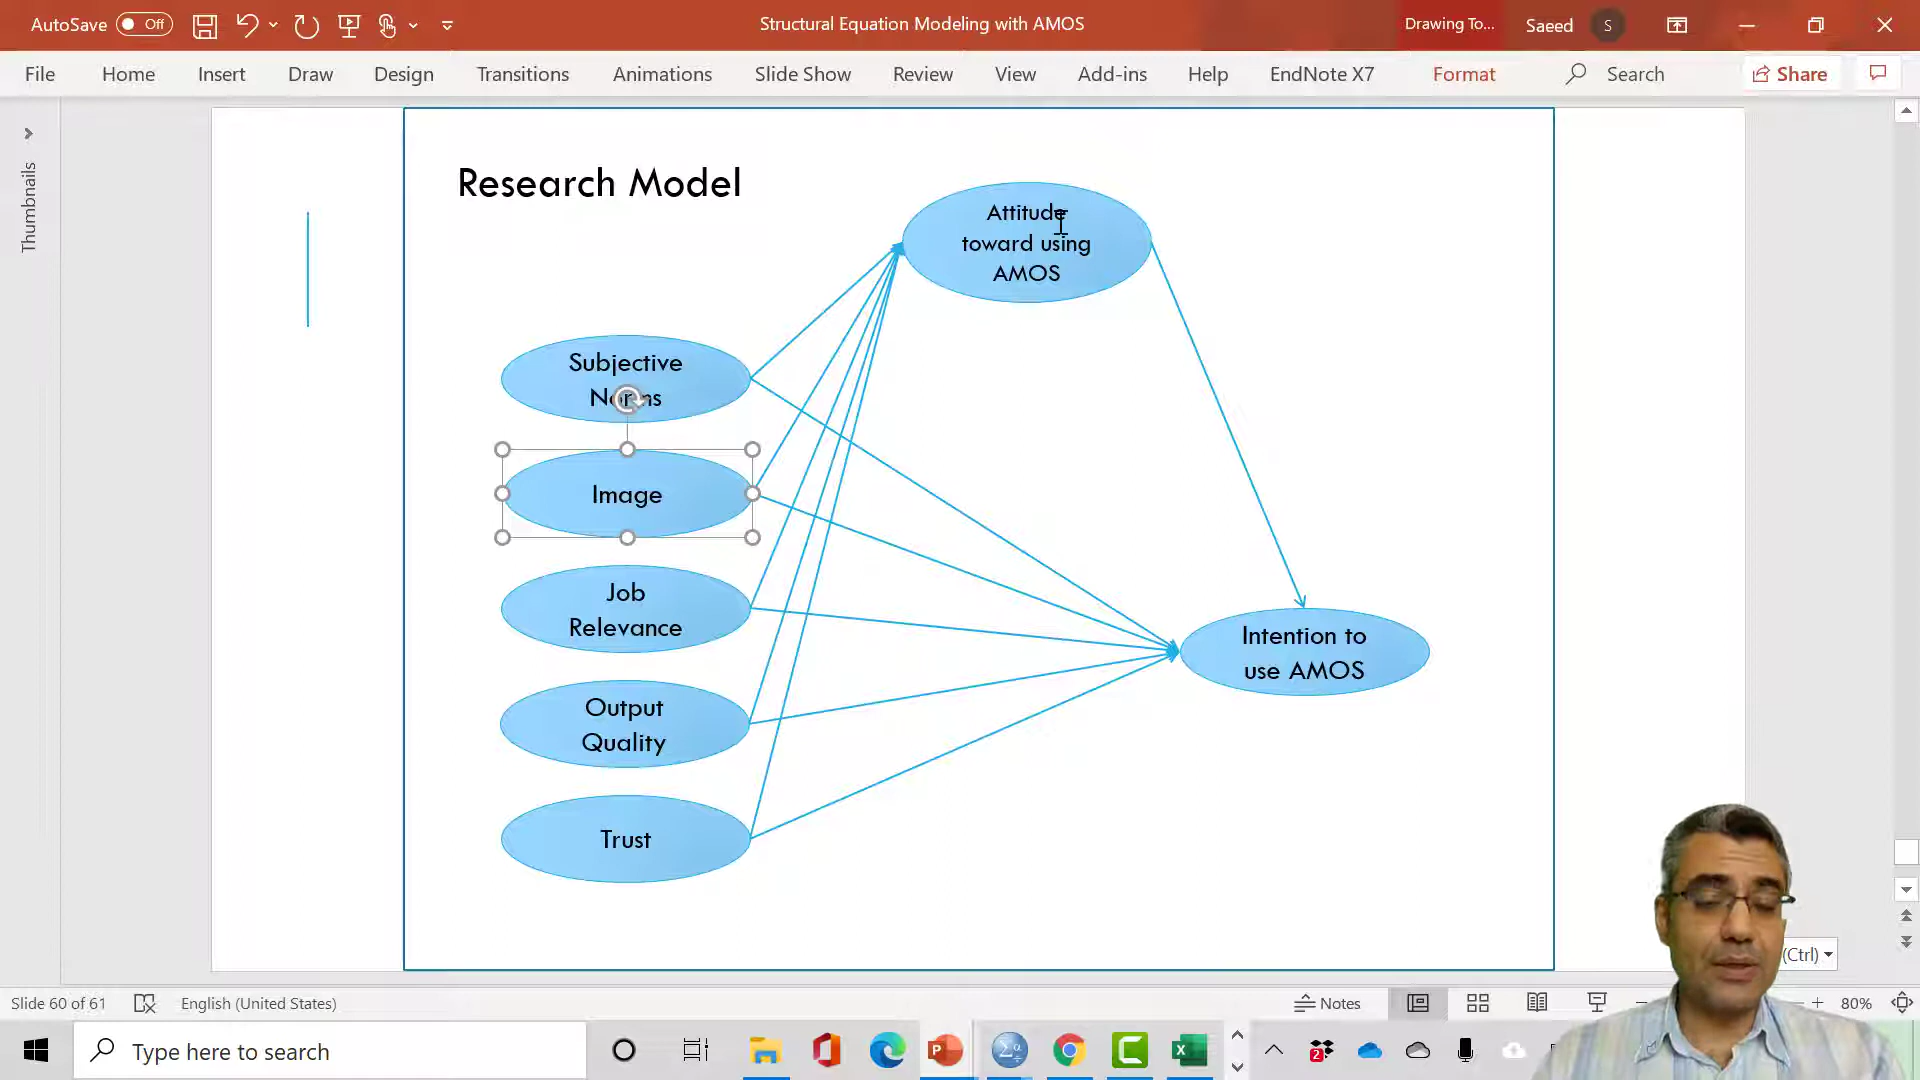 AutoSave Off
Structural Equation Modeling with AMOS
Drawing To...
Saeed
S
File Home Insert Draw Design Transitions Animations Slide Show Review View Add-ins Help EndNote X7 Format Search Share
Thumbnails
Research Model
Attitude
toward using
AMOS
Subjective
Norms
Image
Job
Relevance
Output
Quality
Trust
Intention to
use AMOS
(Ctrl)
Slide 60 of 61 English (United States) Notes 80%
Type here to search